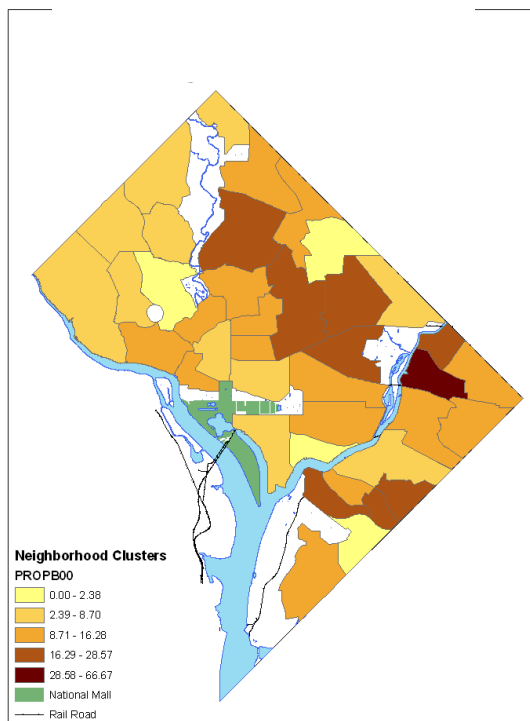 Neighborhood Clusters
PROPB00
0.00 - 2.38
2.39 - 8.70
8.71 - 16.28
16.29 - 28.57
28.58 - 66.67
National Mall
Rail Road